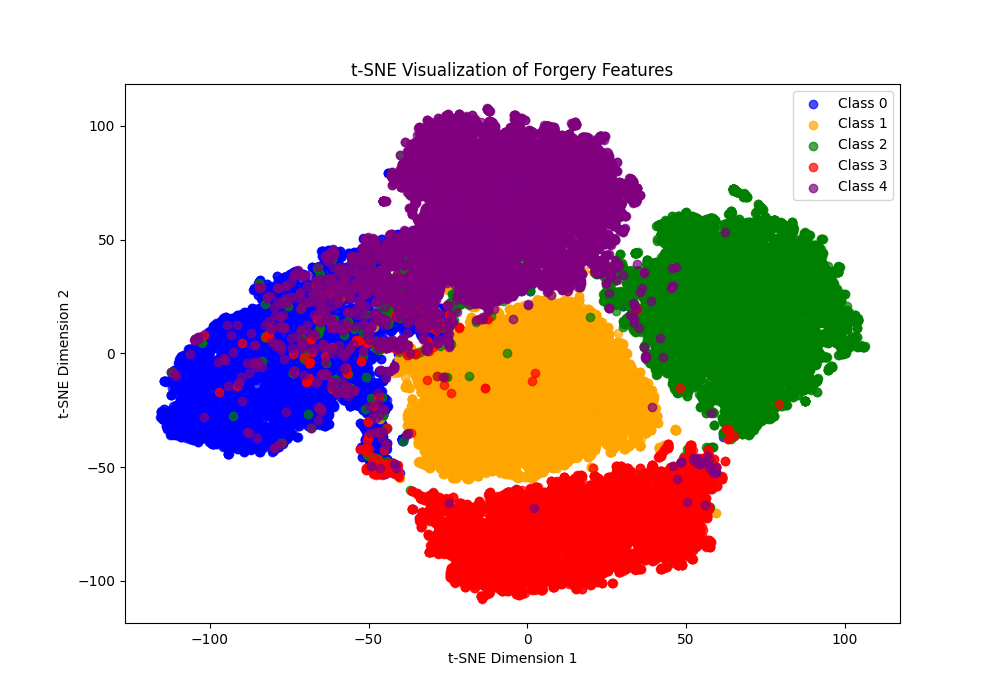 t-SNE Visualization of Forgery Features
Class 0
Class 1
Class 2
Class 3
Class 4
100
50
0
−50
−100
t-SNE Dimension 2
−100
−50
0
50
100
t-SNE Dimension 1